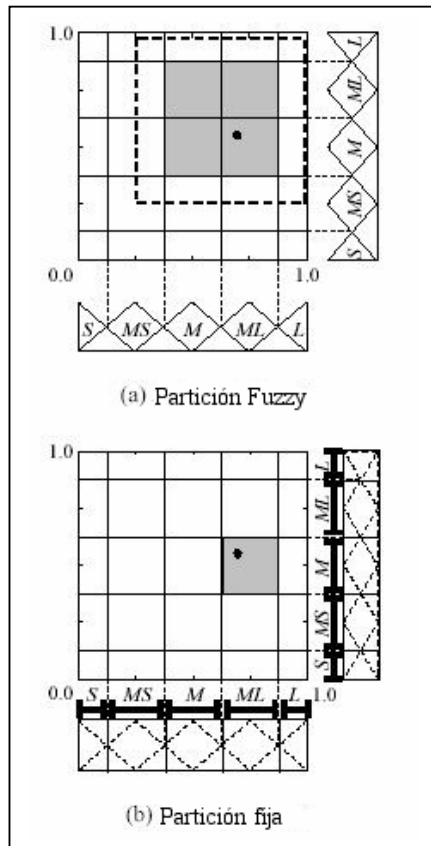 1.0
L
ML
M
MS
S
0.0
1.0
S MS M ML L
(a) Partición Fuzzy
1.0
L
ML
M
MS
S
0.0
S MS M ML L
1.0
(b) Partición fija